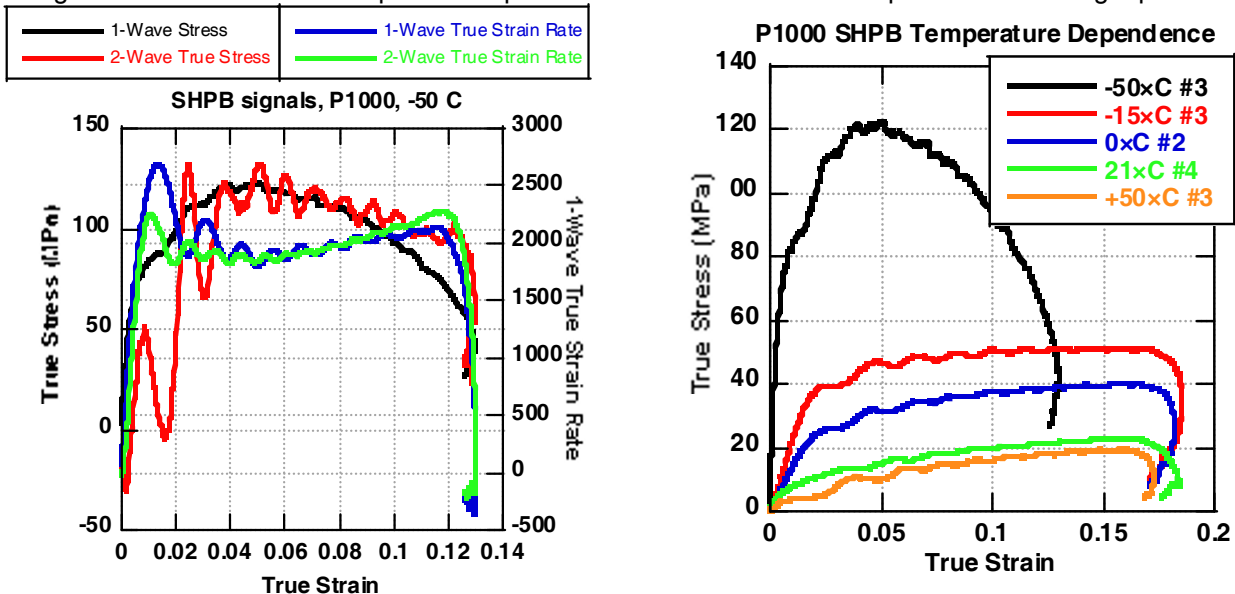 1-Wave Stress
1-Wave True Strain Rate
2-Wave True Stress
2-Wave True Strain Rate
SHPB signals, P1000, -50 C
150
100
50
0
-50
3000
2500
2000
1500
1000
500
0
-500
True Stress
1-Wave True Strain Rate
0 0.02 0.04 0.06 0.08 0.1 0.12 0.14
True Strain
P1000 SHPB Temperature Dependence
-50×C #3
-15×C #3
0×C #2
21×C #4
+50×C #3
140
120
00
80
60
40
20
0
True Stress (MPa)
0 0.05 0.1 0.15 0.2
True Strain